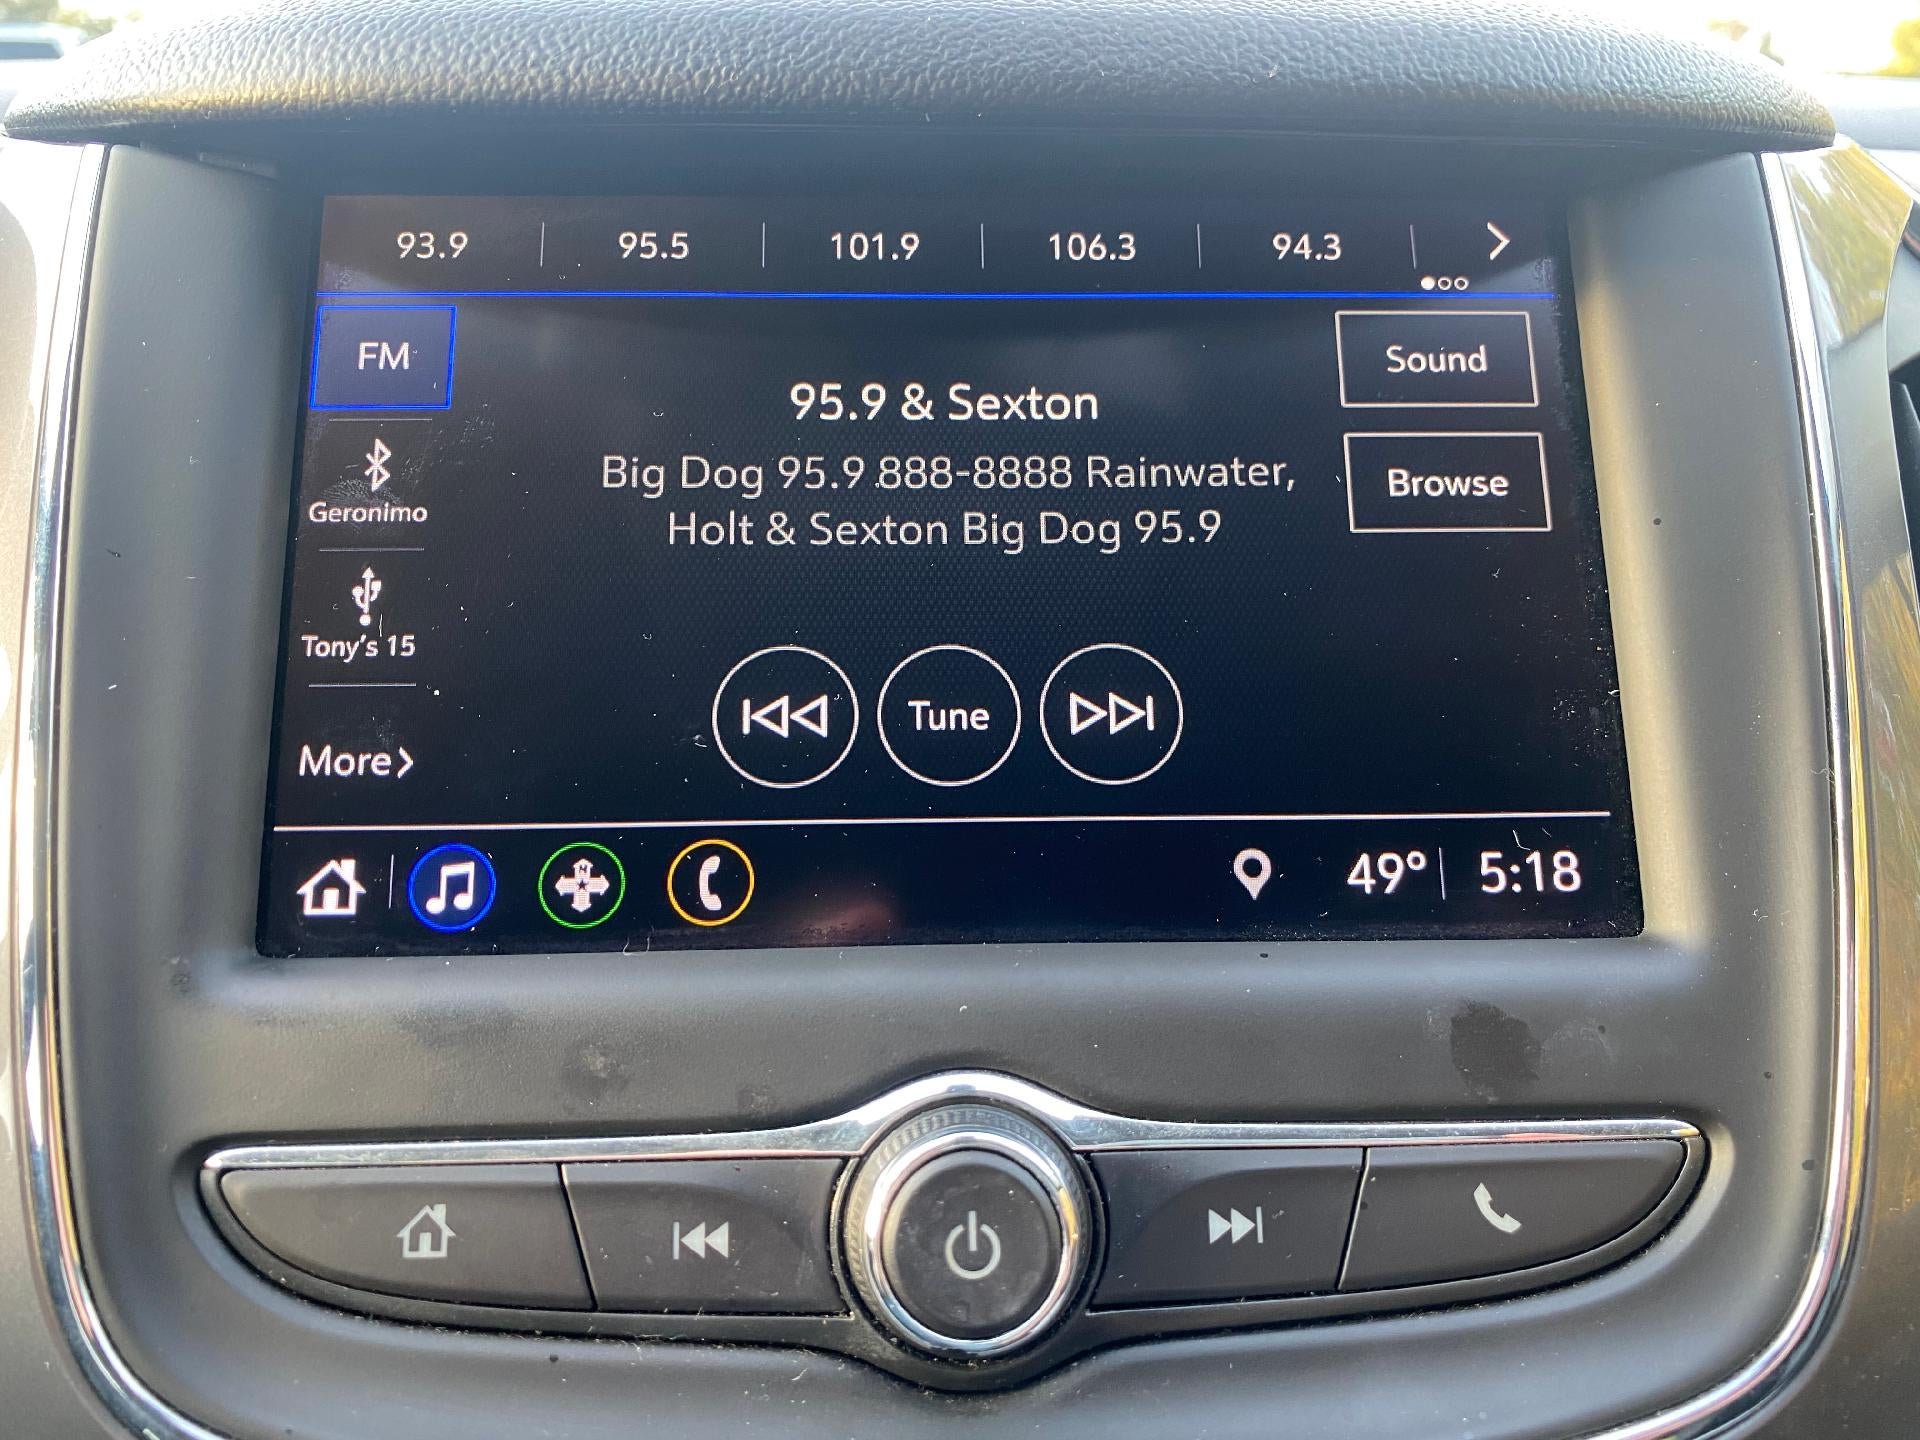 93.9 95.5 101.9 106.3 94.3
FM
Sound
95.9 & Sexton
Big Dog 95.9 888-8888 Rainwater,
Holt & Sexton Big Dog 95.9
Browse
Geronimo
Tony's 15
Tune
More
N
49° 5:18